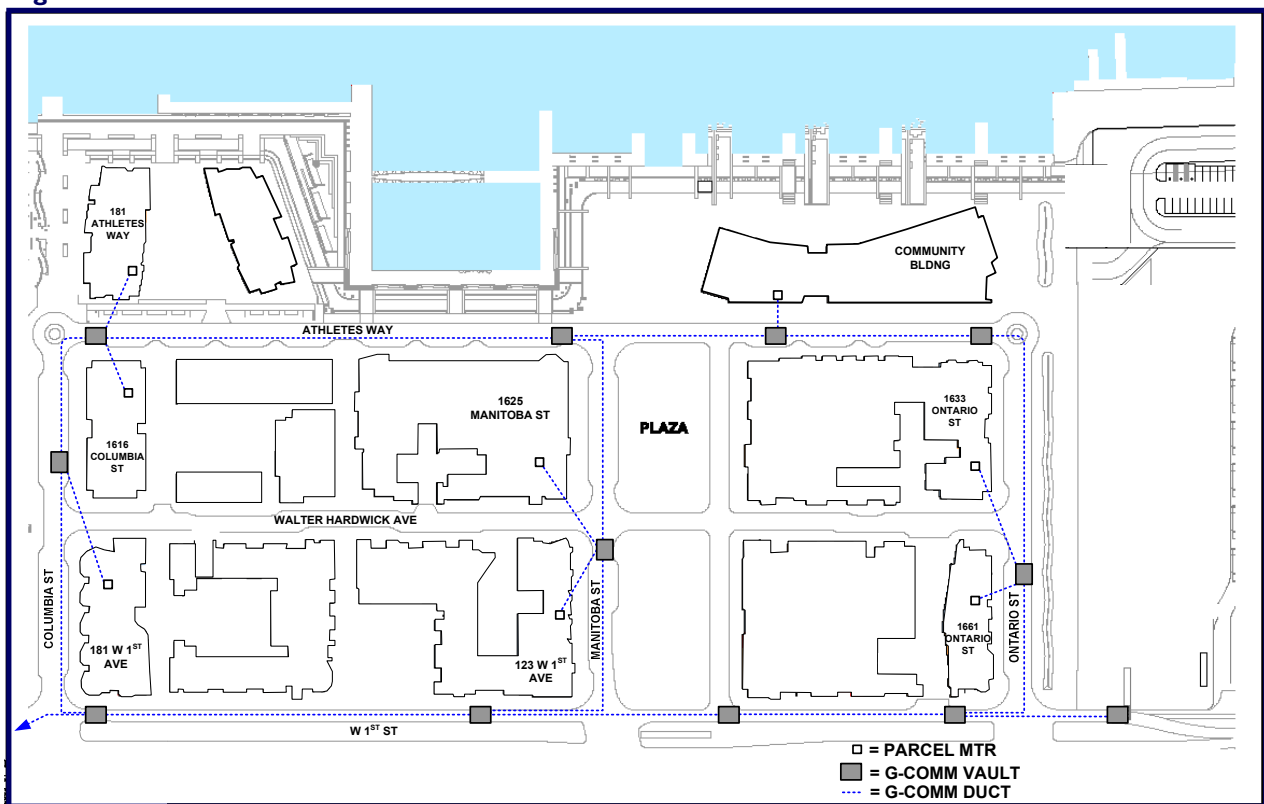 181
ATHLETES
WAY
COMMUNITY
BLDNG
ATHLETES WAY
1616
COLUMBIA
ST
1625
MANITOBA ST
PLAZA
1633
ONTARIO
ST
WALTER HARDWICK AVE
COLUMBIA ST
181 W 1ST
AVE
123 W 1ST
AVE
MANITOBA ST
1661
ONTARIO
ST
ONTARIO ST
W 1ST ST
= PARCEL MTR
= G-COMM VAULT
= G-COMM DUCT